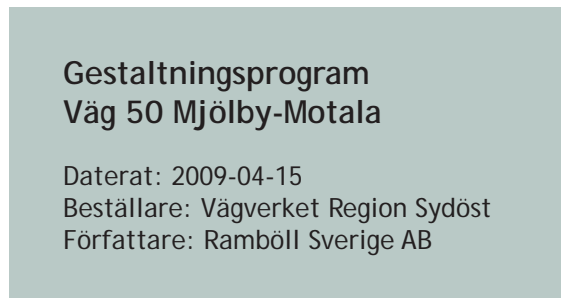 Gestaltningsprogram
Väg 50 Mjölby-Motala
Daterat: 2009-04-15
Beställare: Vägverket Region Sydöst
Författare: Ramböll Sverige AB